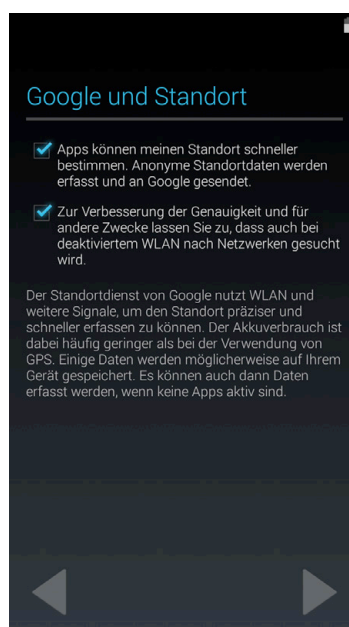 Google und Standort
Apps können meinen Standort schneller
bestimmen. Anonyme Standortdaten werden
erfasst und an Google gesendet.
Zur Verbesserung der Genauigkeit und für
andere Zwecke lassen Sie zu, dass auch bei
deaktiviertem WLAN nach Netzwerken gesucht
wird.
Der Standortdienst von Google nutzt WLAN und
weitere Signale, um den Standort präziser und
schneller erfassen zu können. Der Akkuverbrauch ist
dabei häufig geringer als bei der Verwendung von
GPS. Einige Daten werden möglicherweise auf Ihrem
Gerät gespeichert. Es können auch dann Daten
erfasst werden, wenn keine Apps aktiv sind.